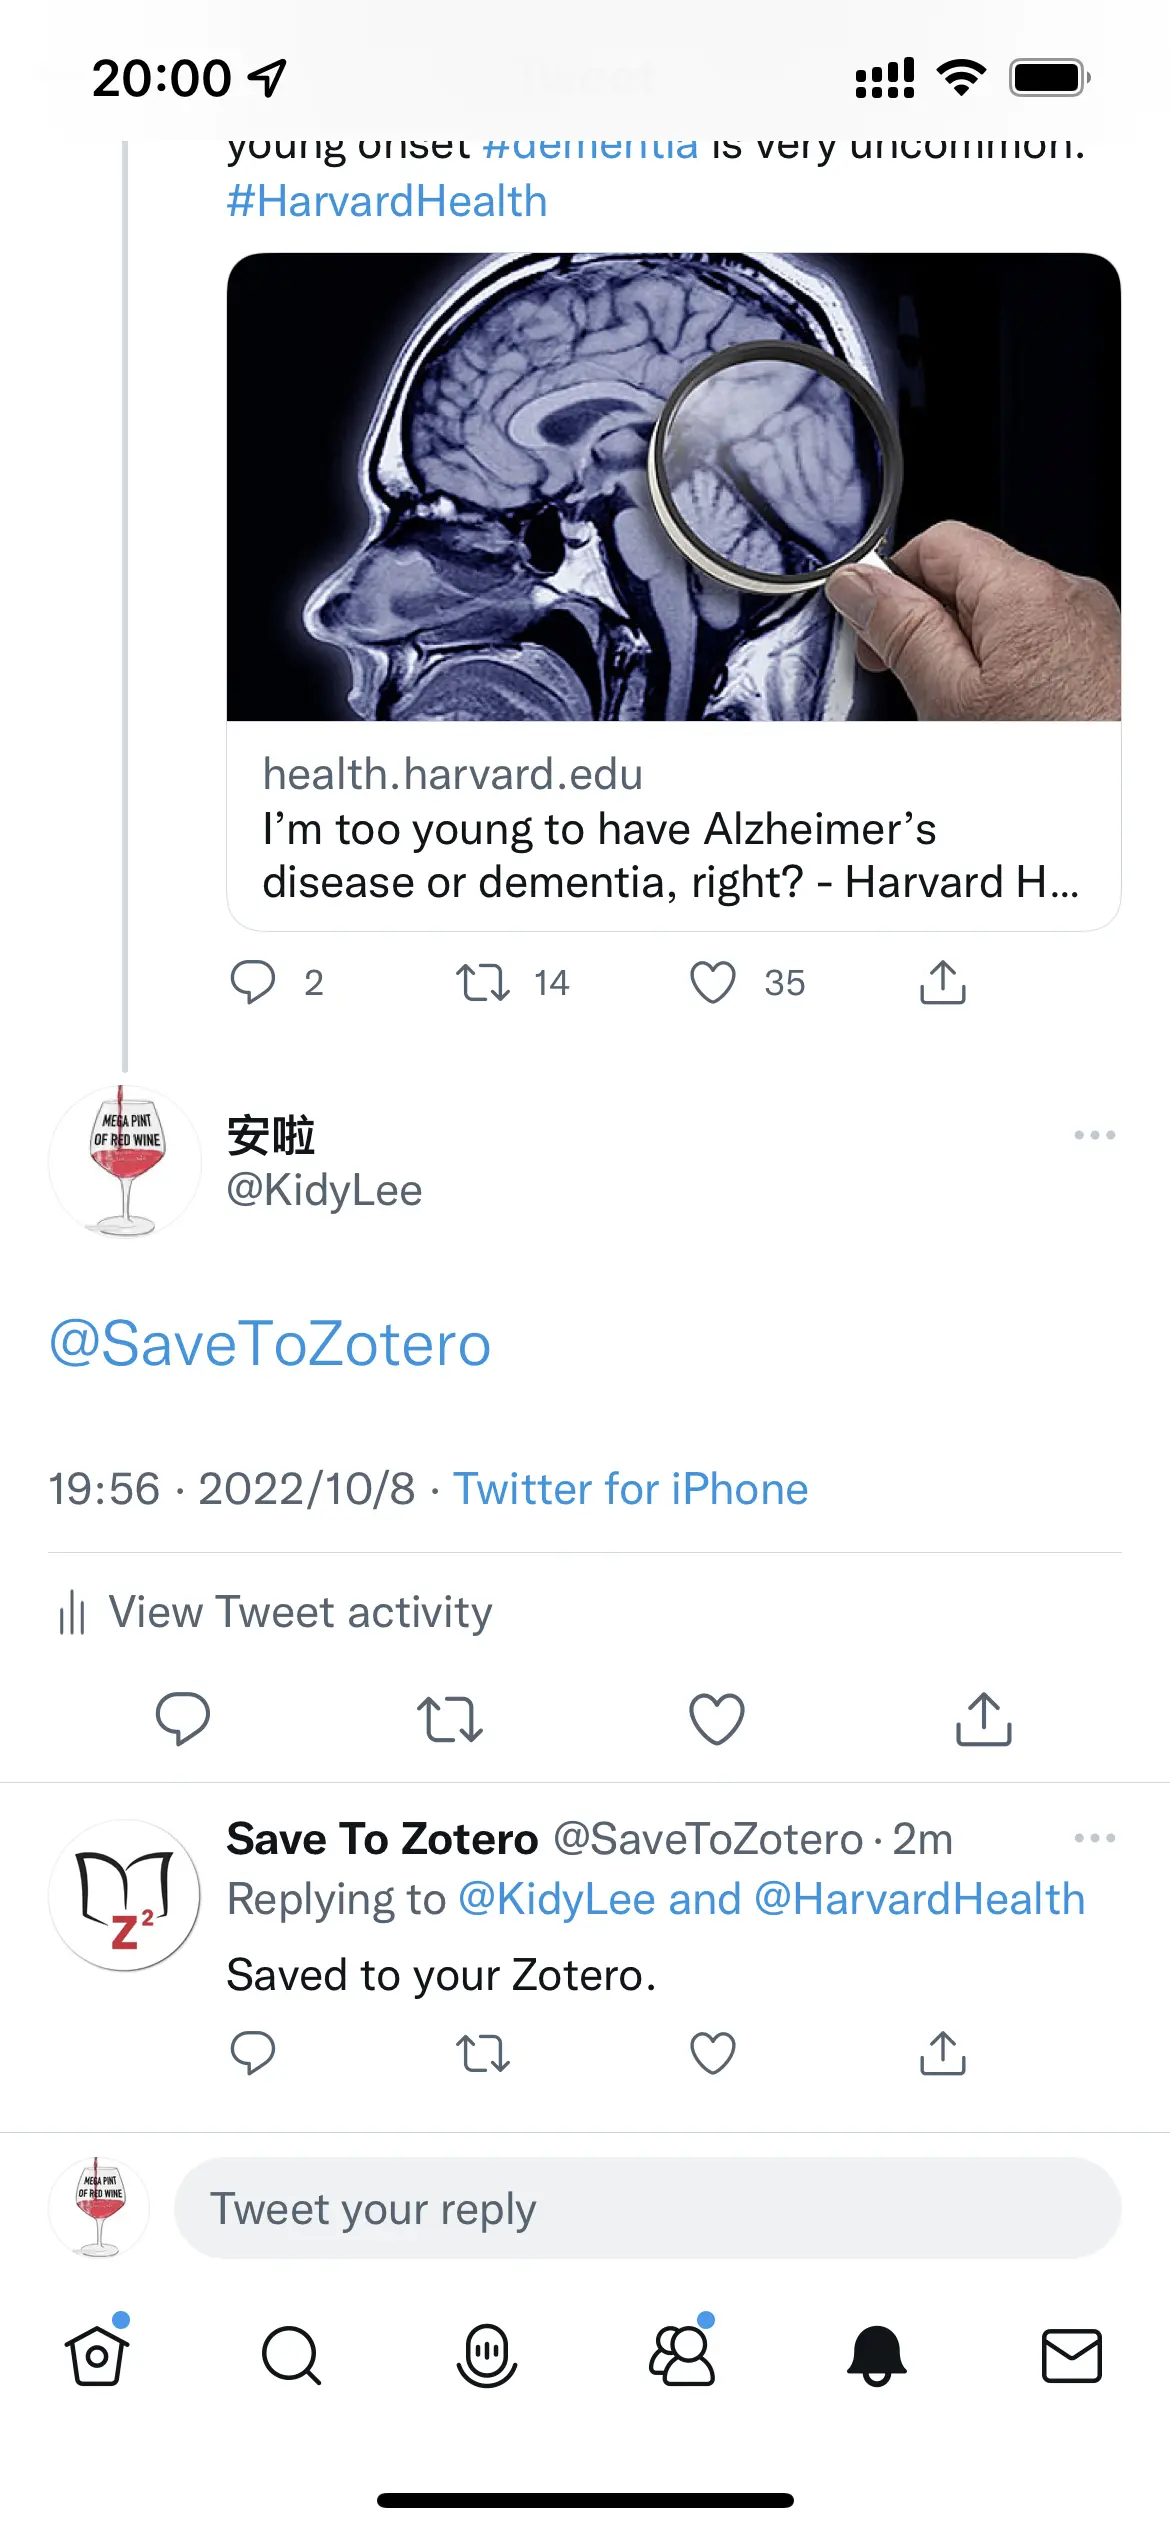 20:00
young onset #dementia is very uncommon.
#HarvardHealth
health.harvard.edu
I’m too young to have Alzheimer’s
disease or dementia, right? - Harvard H...
2 14 35
MEGA PINT
OF RED WINE
安啦
@KidyLee
@SaveToZotero
19:56 · 2022/10/8 · Twitter for iPhone
View Tweet activity
Save To Zotero @SaveToZotero · 2m
Z²
Replying to @KidyLee and @HarvardHealth
Saved to your Zotero.
MEGA PINT
OF RED WINE
Tweet your reply